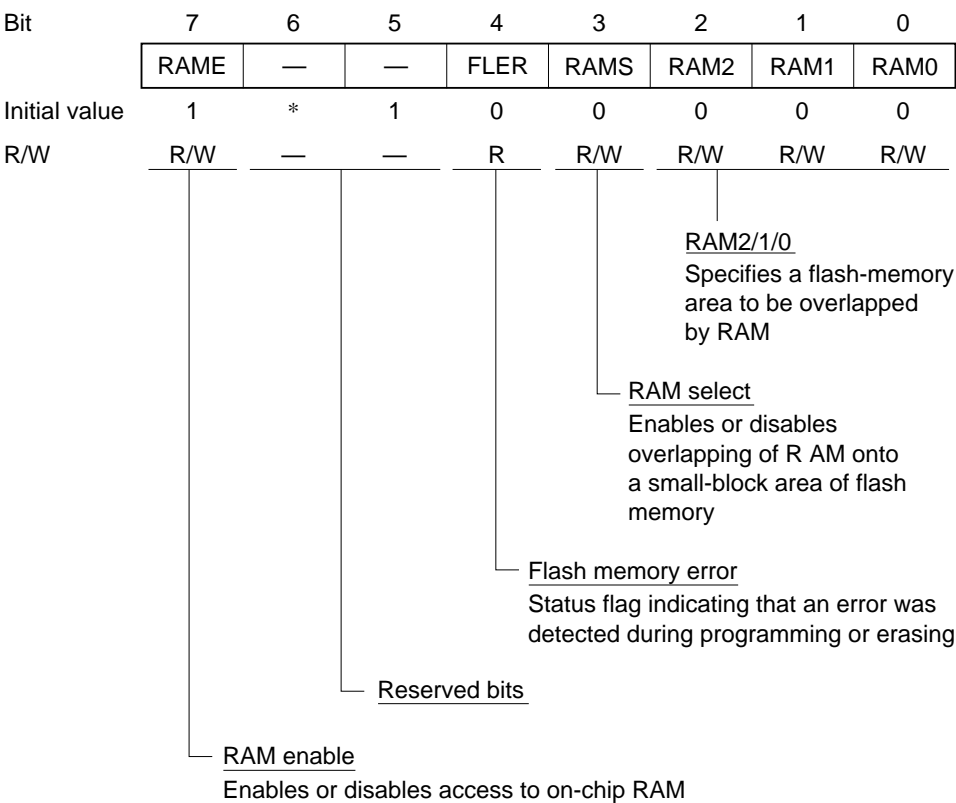 Bit 7 6 5 4 3 2 1 0
RAME — — FLER RAMS RAM2 RAM1 RAM0
Initial value 1 * 1 0 0 0 0 0
R/W R/W — — R R/W R/W R/W R/W
RAM2/1/0
Specifies a flash-memory
area to be overlapped
by RAM
RAM select
Enables or disables
overlapping of R AM onto
a small-block area of flash
memory
Flash memory error
Status flag indicating that an error was
detected during programming or erasing
Reserved bits
RAM enable
Enables or disables access to on-chip RAM